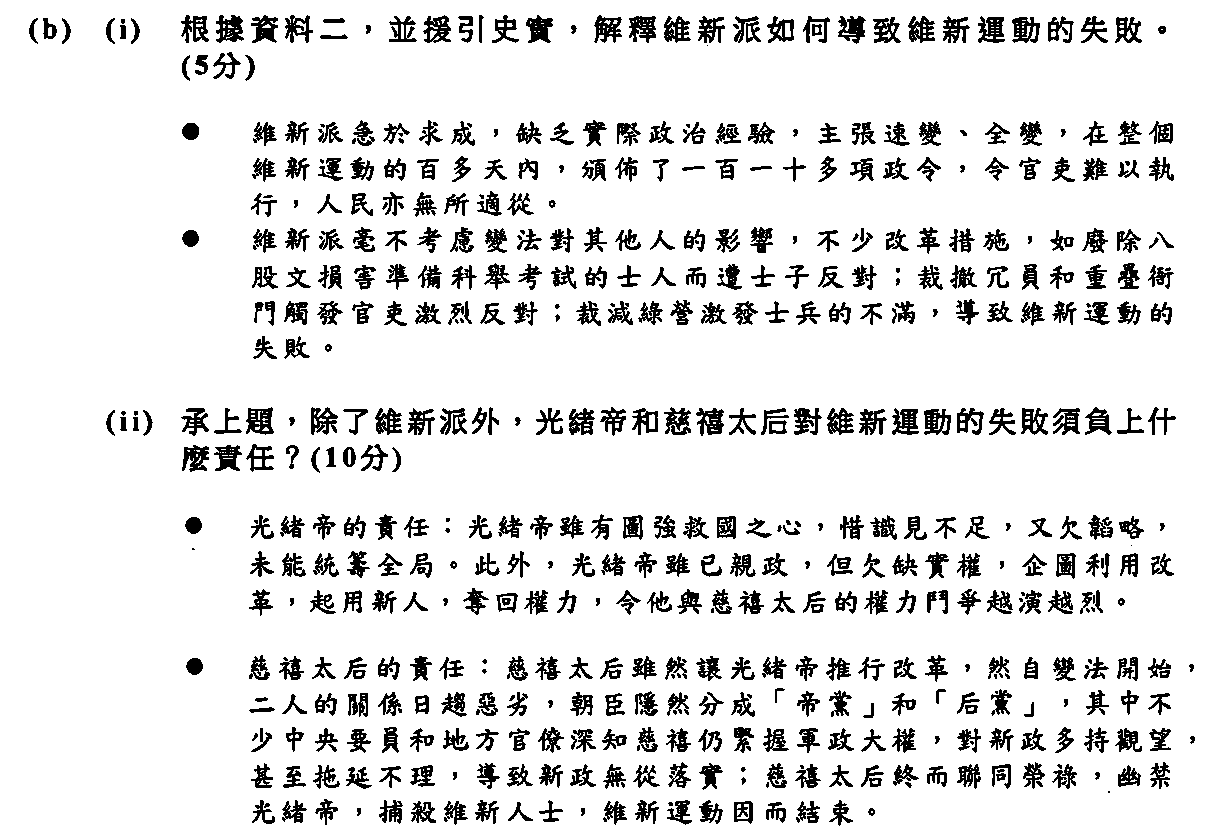 (b) (i) 根據資料二，並援引史實，解釋維新派如何導致維新運動的失敗。
(5分)
● 維新派急於求成，缺乏實際政治經驗，主張速變、全變，在整個
維新運動的百多天內，頒佈了一百一十多項政令，令官吏難以執
行，人民亦無所適從。
● 維新派毫不考慮變法對其他人的影響，不少改革措施，如廢除八
股文損害準備科舉考試的士人而遭士子反對；裁撤冗員和重疊衙
門觸發官吏激烈反對；裁減綠營激發士兵的不滿，導致維新運動的
失敗。
(ii) 承上題，除了維新派外，光緒帝和慈禧太后對維新運動的失敗須負上什
麼責任？(10分)
● 光緒帝的責任：光緒帝雖有圖強救國之心，惜識見不足，又欠韜略，
未能統籌全局。此外，光緒帝雖已親政，但欠缺實權，企圖利用改
革，起用新人，奪回權力，令他與慈禧太后的權力鬥爭越演越烈。
● 慈禧太后的責任：慈禧太后雖然讓光緒帝推行改革，然自變法開始，
二人的關係日趨惡劣，朝臣隱然分成「帝黨」和「后黨」，其中不
少中央要員和地方官僚深知慈禧仍緊握軍政大權，對新政多持觀望，
甚至拖延不理，導致新政無從落實；慈禧太后終而聯同榮祿，幽禁
光緒帝，捕殺維新人士，維新運動因而結束。